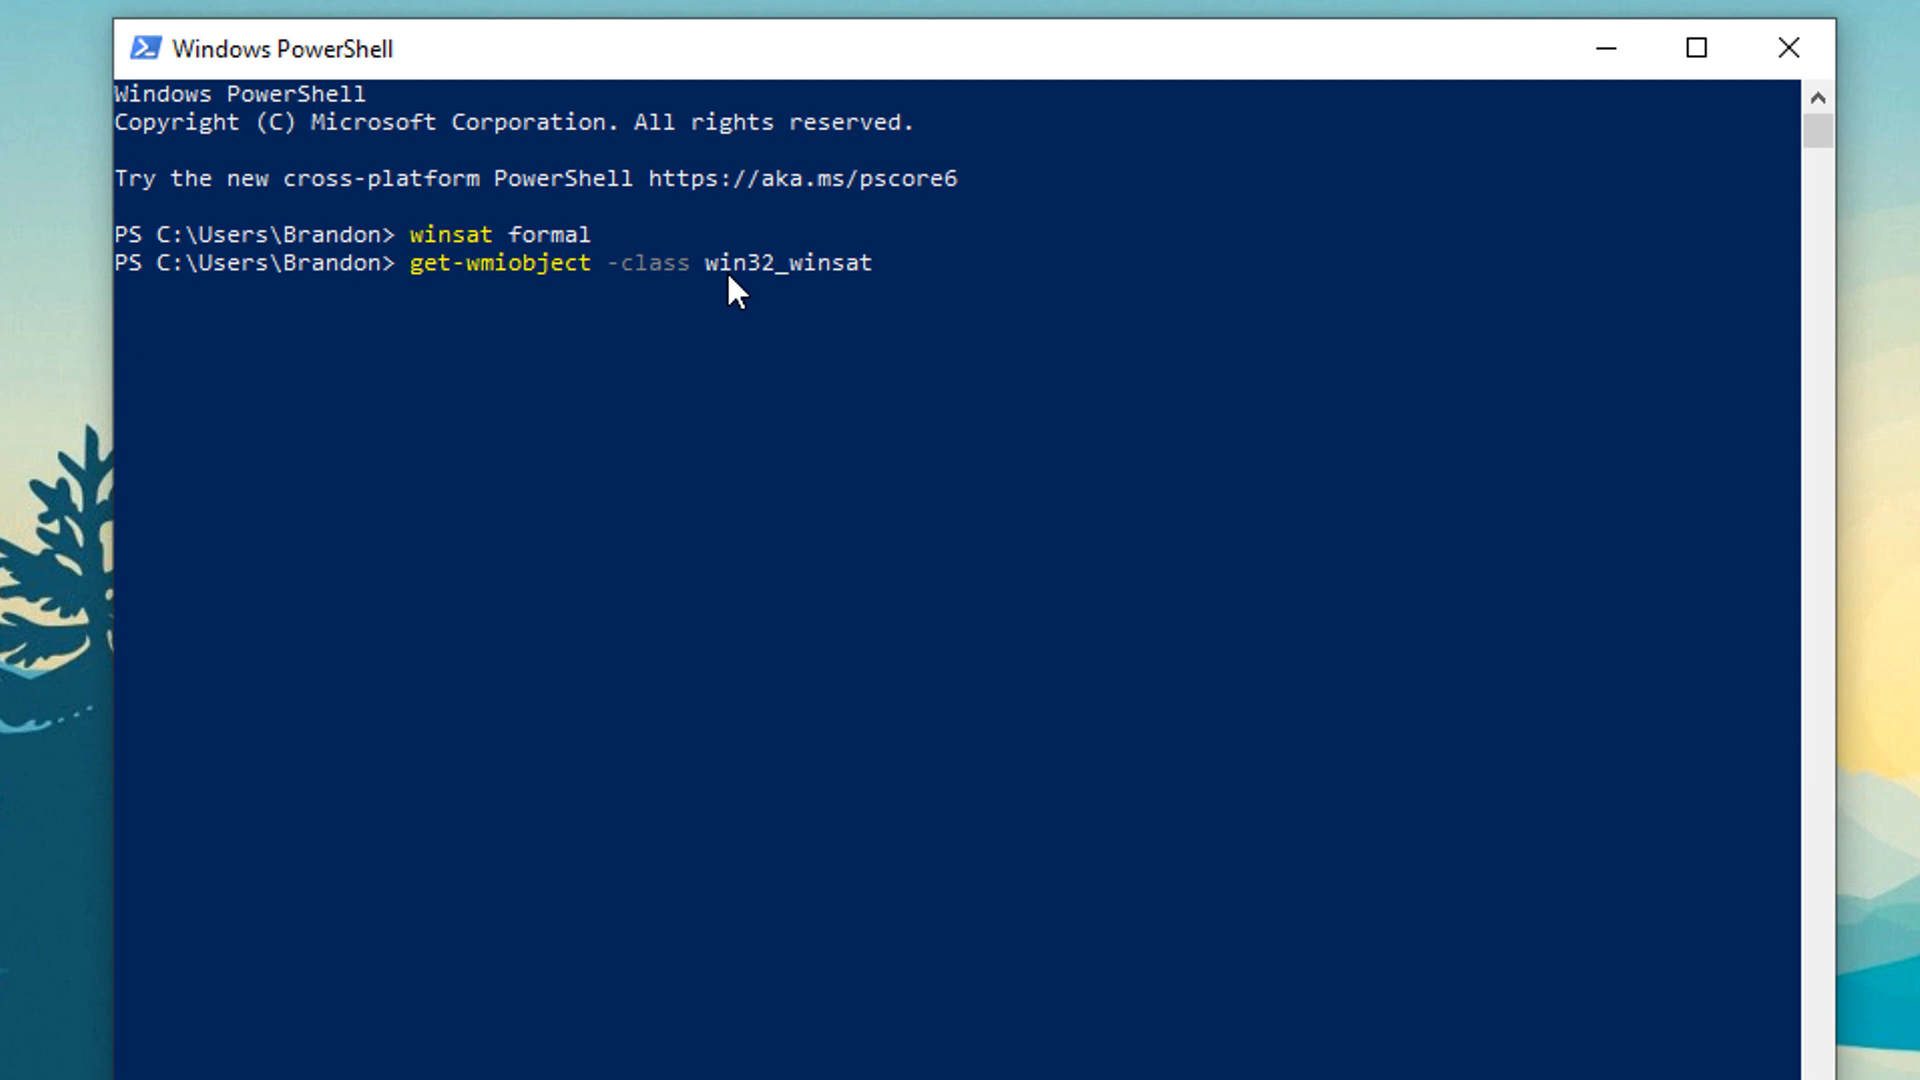 Windows PowerShell
Windows PowerShell
Copyright (C) Microsoft Corporation. All rights reserved.
Try the new cross-platform PowerShell https://aka.ms/pscore6
PS C:\Users\Brandon> winsat formal
PS C:\Users\Brandon> get-wmiobject -class win32_winsat